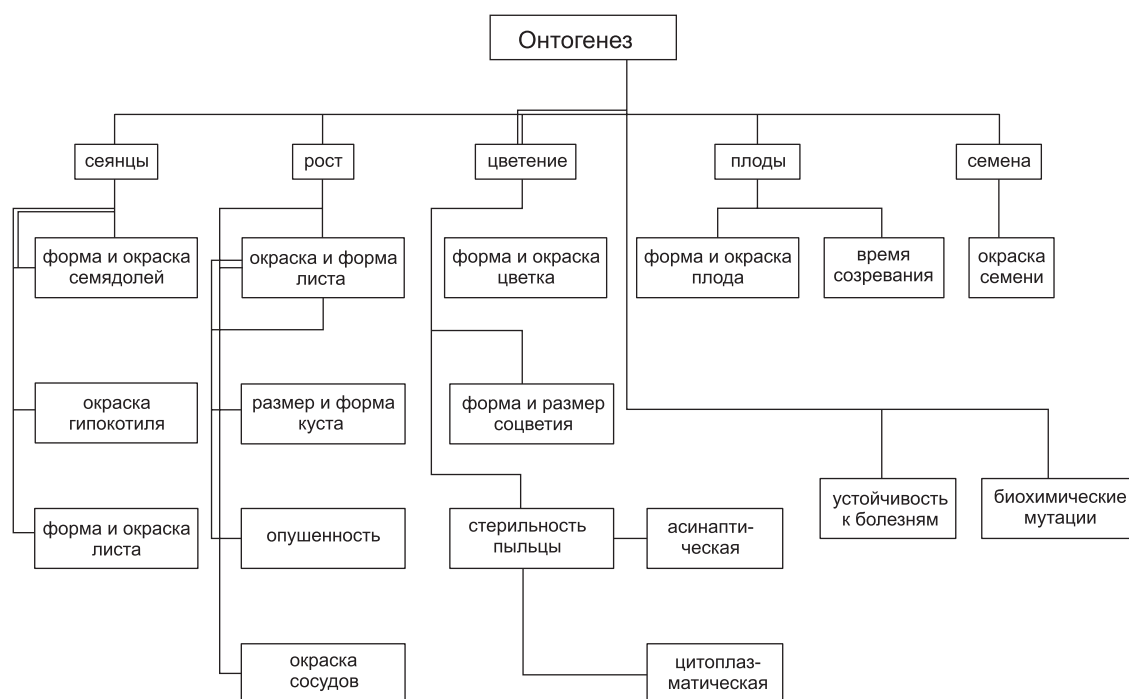 Онтогенез
сеянцы
рост
цветение
плоды
семена
форма и окраска
семядолей
окраска и форма
листа
форма и окраска
цветка
форма и окраска
плода
время
созревания
окраска
семени
окраска
гипокотиля
размер и форма
куста
форма и размер
соцветия
форма и окраска
листа
опушенность
стерильность
пыльцы
асинапти-
ческая
устойчивость
к болезням
биохимические
мутации
окраска
сосудов
цитоплаз-
матическая